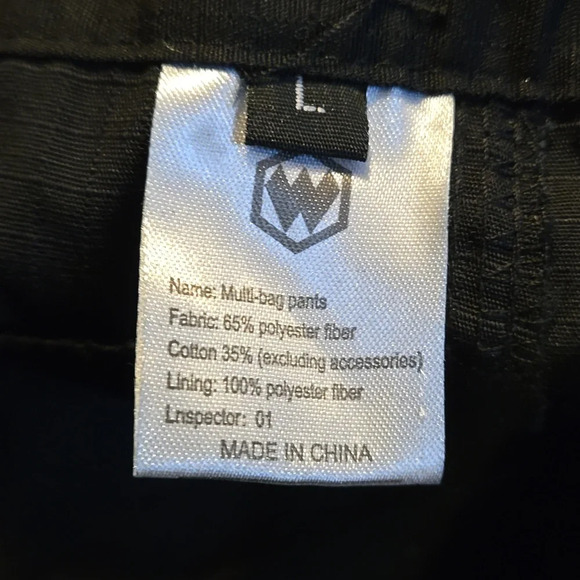 L.
W
Name: Multi-bag pants
Fabric: 65% polyester fiber
Cotton 35% (excluding accessories)
Lining: 100% polyester fiber
Lnspector: 01
MADE IN CHINA